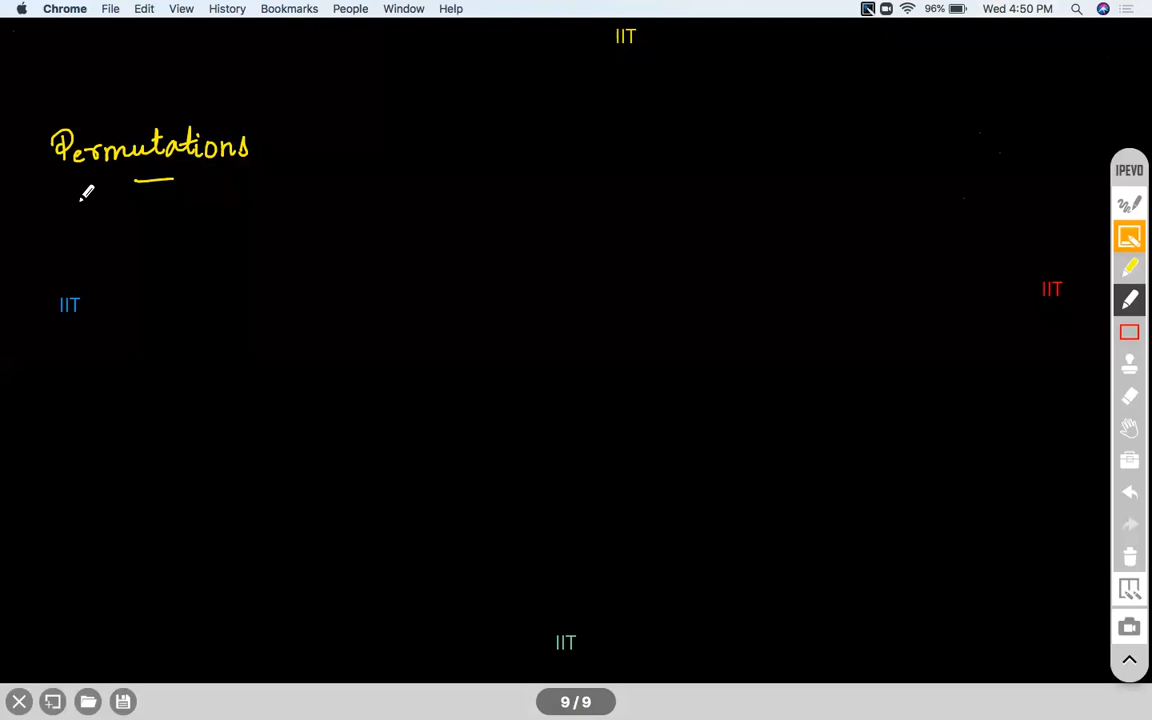 Chrome File Edit View History Bookmarks People Window Help 96% Wed 4:50 PM
IIT
Permutations
IPEVO
IIT
IIT
IIT
9 / 9